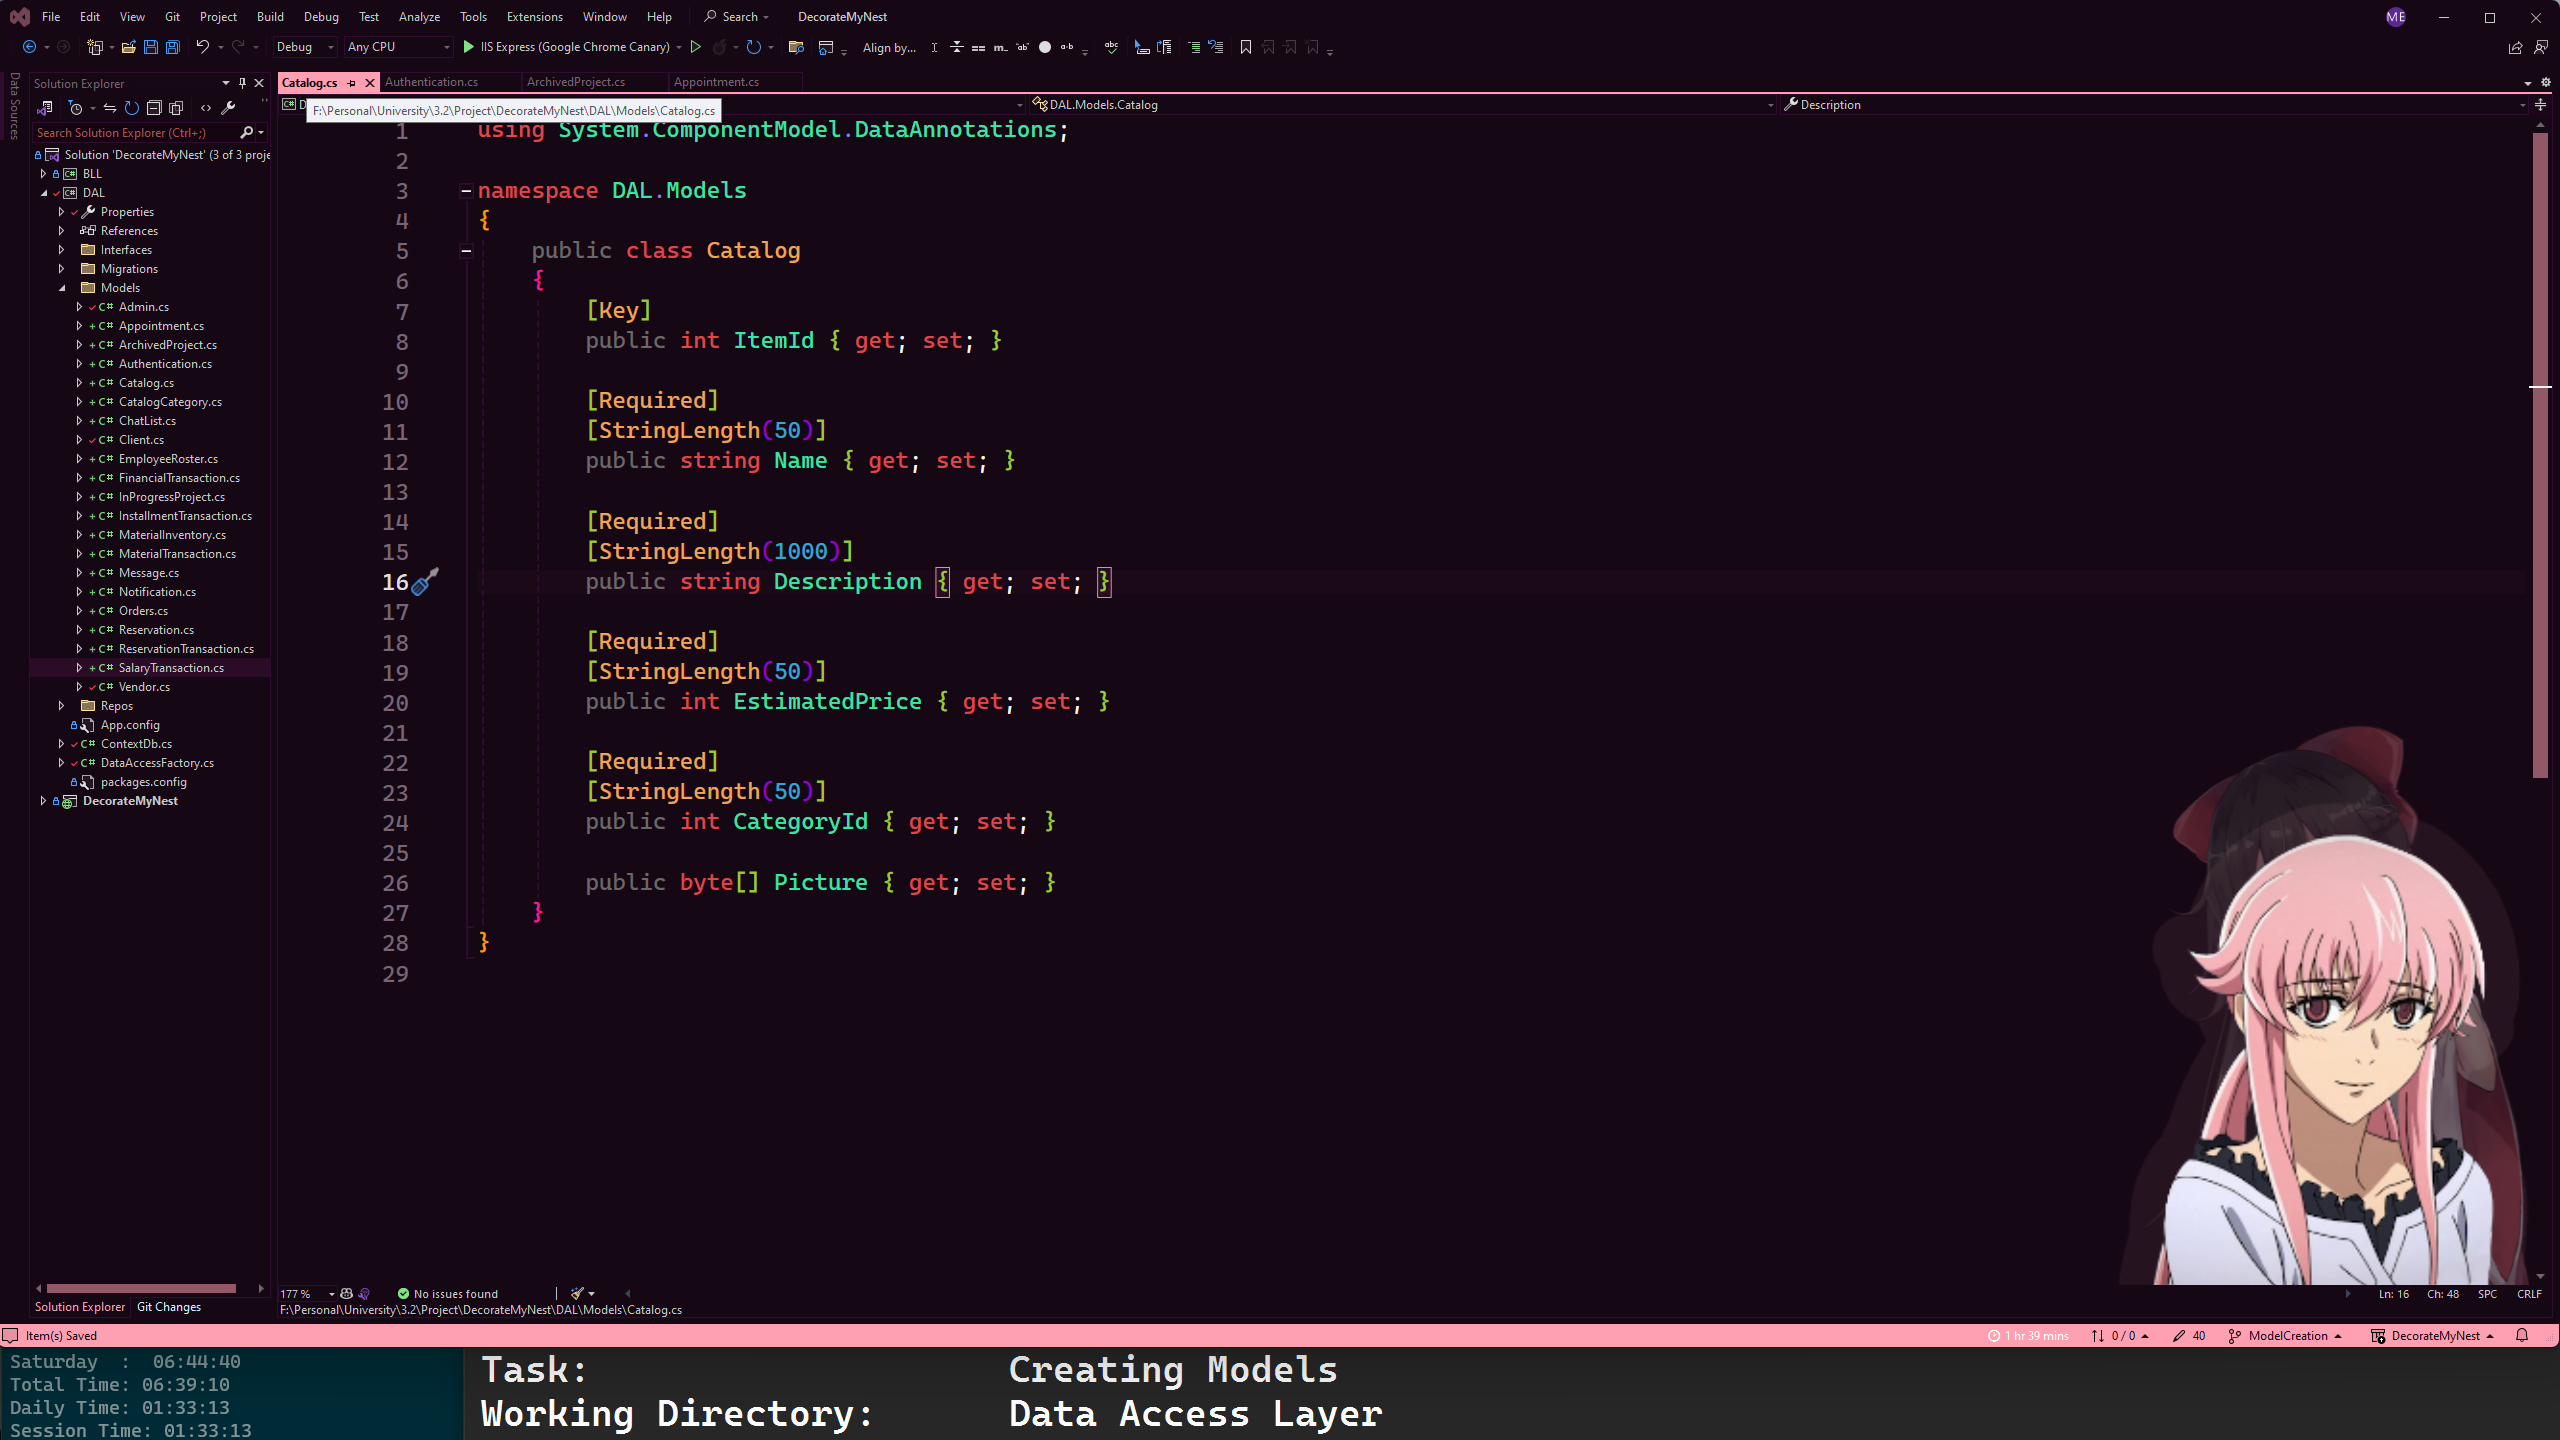 File Edit View Git Project Build Debug Test Analyze Tools Extensions Window Help Search DecorateMyNest ME
Debug Any CPU IIS Express (Google Chrome Canary) Align by...
Data Sources
Solution Explorer
Search Solution Explorer (Ctrl+;)
Solution 'DecorateMyNest' (3 of 3 proje
BLL
DAL
Properties
References
Interfaces
Migrations
Models
C# Admin.cs
C# Appointment.cs
C# ArchivedProject.cs
C# Authentication.cs
C# Catalog.cs
C# CatalogCategory.cs
C# ChatList.cs
C# Client.cs
C# EmployeeRoster.cs
C# FinancialTransaction.cs
C# InProgressProject.cs
C# InstallmentTransaction.cs
C# MaterialInventory.cs
C# MaterialTransaction.cs
C# Message.cs
C# Notification.cs
C# Orders.cs
C# Reservation.cs
C# ReservationTransaction.cs
C# SalaryTransaction.cs
C# Vendor.cs
Repos
App.config
C# ContextDb.cs
C# DataAccessFactory.cs
packages.config
DecorateMyNest
Solution Explorer Git Changes
Catalog.cs Authentication.cs ArchivedProject.cs Appointment.cs
F:\Personal\University\3.2\Project\DecorateMyNest\DAL\Models\Catalog.cs
DAL.Models.Catalog Description
1 using System.ComponentModel.DataAnnotations;
2
3 namespace DAL.Models
4 {
5 public class Catalog
6 {
7 [Key]
8 public int ItemId { get; set; }
9
10 [Required]
11 [StringLength(50)]
12 public string Name { get; set; }
13
14 [Required]
15 [StringLength(1000)]
16 public string Description { get; set; }
17
18 [Required]
19 [StringLength(50)]
20 public int EstimatedPrice { get; set; }
21
22 [Required]
23 [StringLength(50)]
24 public int CategoryId { get; set; }
25
26 public byte[] Picture { get; set; }
27 }
28 }
29
177 % No issues found Ln: 16 Ch: 48 SPC CRLF
F:\Personal\University\3.2\Project\DecorateMyNest\DAL\Models\Catalog.cs
Item(s) Saved 1 hr 39 mins 0 / 0 40 ModelCreation DecorateMyNest
Saturday : 06:44:40
Total Time: 06:39:10
Daily Time: 01:33:13
Session Time: 01:33:13
Task: Creating Models
Working Directory: Data Access Layer